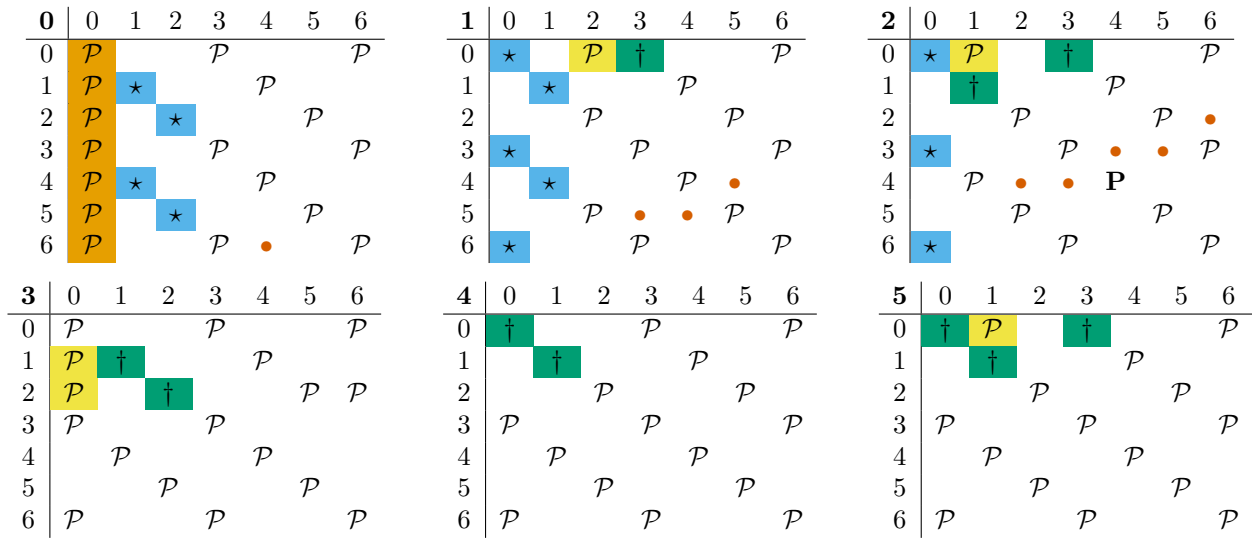 0 0 1 2 3 4 5 6
0 𝒫 𝒫 𝒫
1 𝒫 ⋆ 𝒫
2 𝒫 ⋆ 𝒫
3 𝒫 𝒫 𝒫
4 𝒫 ⋆ 𝒫
5 𝒫 ⋆ 𝒫
6 𝒫 𝒫 • 𝒫
1 0 1 2 3 4 5 6
0 ⋆ 𝒫 † 𝒫
1 ⋆ 𝒫
2 𝒫 𝒫
3 ⋆ 𝒫 𝒫
4 ⋆ 𝒫 •
5 𝒫 • • 𝒫
6 ⋆ 𝒫 𝒫
2 0 1 2 3 4 5 6
0 ⋆ 𝒫 † 𝒫
1 † 𝒫
2 𝒫 𝒫 •
3 ⋆ 𝒫 • • 𝒫
4 𝒫 • • P
5 𝒫 𝒫
6 ⋆ 𝒫 𝒫
3 0 1 2 3 4 5 6
0 𝒫 𝒫 𝒫
1 𝒫 † 𝒫
2 𝒫 † 𝒫 𝒫
3 𝒫 𝒫
4 𝒫 𝒫
5 𝒫 𝒫
6 𝒫 𝒫 𝒫
4 0 1 2 3 4 5 6
0 † 𝒫 𝒫
1 † 𝒫
2 𝒫 𝒫
3 𝒫 𝒫 𝒫
4 𝒫 𝒫
5 𝒫 𝒫
6 𝒫 𝒫 𝒫
5 0 1 2 3 4 5 6
0 † 𝒫 † 𝒫
1 † 𝒫
2 𝒫 𝒫
3 𝒫 𝒫 𝒫
4 𝒫 𝒫
5 𝒫 𝒫
6 𝒫 𝒫 𝒫